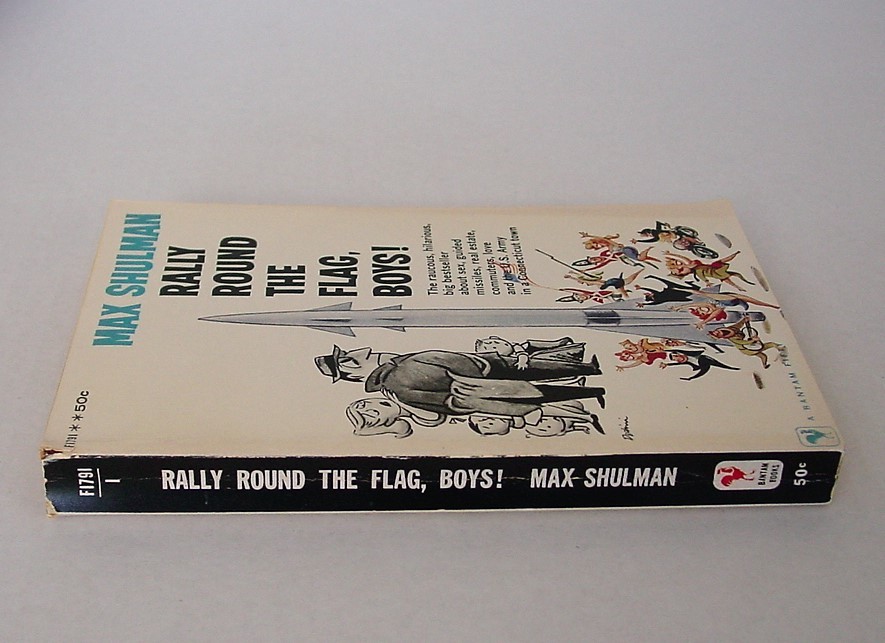 MAX SHULMAN
RALLY
ROUND
THE
FLAG,
BOYS!
The raucous, hilarious,
big bestseller
about sex, guided
missiles, real estate,
commuters, love
and the U.S. Army
in a Connecticut town
F1791 * * 50c
A BANTAM
F1791
1
RALLY ROUND THE FLAG, BOYS! MAX SHULMAN
BANTAM
BOOKS
50c